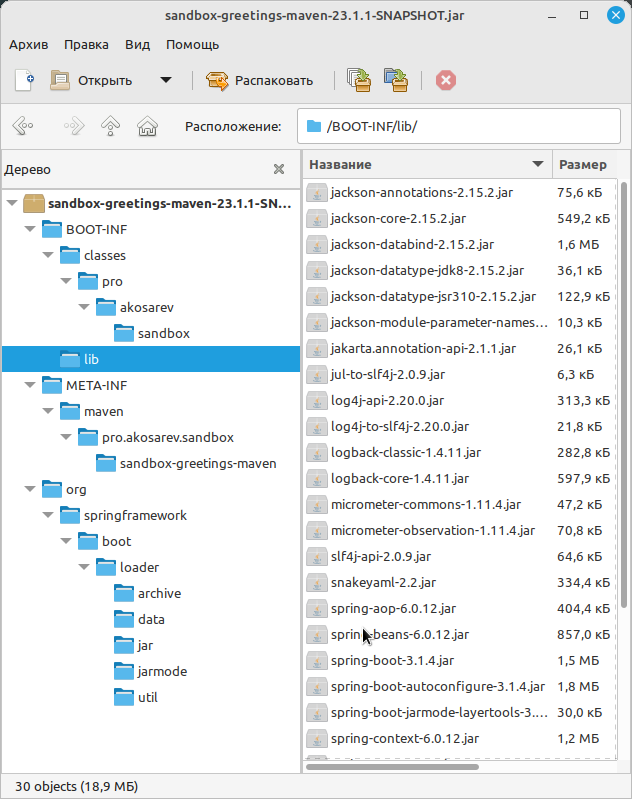 sandbox-greetings-maven-23.1.1-SNAPSHOT.jar
Архив Правка Вид Помощь
Открыть Распаковать
Расположение: /BOOT-INF/lib/
Дерево
sandbox-greetings-maven-23.1.1-SN...
BOOT-INF
classes
pro
akosarev
sandbox
lib
META-INF
maven
pro.akosarev.sandbox
sandbox-greetings-maven
org
springframework
boot
loader
archive
data
jar
jarmode
util
Название Размер
jackson-annotations-2.15.2.jar 75,6 кБ
jackson-core-2.15.2.jar 549,2 кБ
jackson-databind-2.15.2.jar 1,6 МБ
jackson-datatype-jdk8-2.15.2.jar 36,1 кБ
jackson-datatype-jsr310-2.15.2.jar 122,9 кБ
jackson-module-parameter-names... 10,3 кБ
jakarta.annotation-api-2.1.1.jar 26,1 кБ
jul-to-slf4j-2.0.9.jar 6,3 кБ
log4j-api-2.20.0.jar 313,3 кБ
log4j-to-slf4j-2.20.0.jar 21,8 кБ
logback-classic-1.4.11.jar 282,8 кБ
logback-core-1.4.11.jar 597,9 кБ
micrometer-commons-1.11.4.jar 47,2 кБ
micrometer-observation-1.11.4.jar 70,8 кБ
slf4j-api-2.0.9.jar 64,6 кБ
snakeyaml-2.2.jar 334,4 кБ
spring-aop-6.0.12.jar 404,4 кБ
spring-beans-6.0.12.jar 857,0 кБ
spring-boot-3.1.4.jar 1,5 МБ
spring-boot-autoconfigure-3.1.4.jar 1,8 МБ
spring-boot-jarmode-layertools-3.... 30,0 кБ
spring-context-6.0.12.jar 1,2 МБ
30 objects (18,9 МБ)